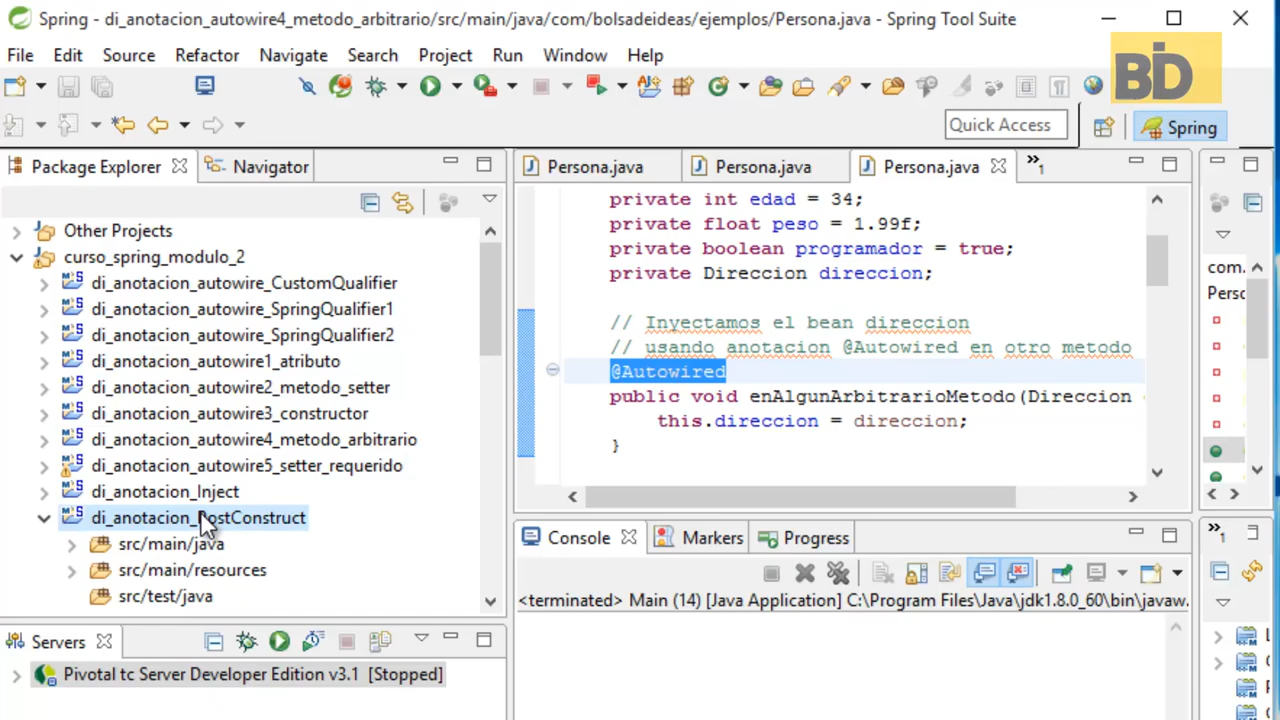 Spring - di_anotacion_autowire4_metodo_arbitrario/src/main/java/com/bolsadeideas/ejemplos/Persona.java - Spring Tool Suite
File Edit Source Refactor Navigate Search Project Run Window Help
BD
Quick Access
Spring
Package Explorer
Navigator
Persona.java
Persona.java
Persona.java
»1
Other Projects
curso_spring_modulo_2
di_anotacion_autowire_CustomQualifier
di_anotacion_autowire_SpringQualifier1
di_anotacion_autowire_SpringQualifier2
di_anotacion_autowire1_atributo
di_anotacion_autowire2_metodo_setter
di_anotacion_autowire3_constructor
di_anotacion_autowire4_metodo_arbitrario
di_anotacion_autowire5_setter_requerido
di_anotacion_Inject
di_anotacion_PostConstruct
src/main/java
src/main/resources
src/test/java
private int edad = 34;
private float peso = 1.99f;
private boolean programador = true;
private Direccion direccion;
// Inyectamos el bean direccion
// usando anotacion @Autowired en otro metodo
@Autowired
public void enAlgunArbitrarioMetodo(Direccion
this.direccion = direccion;
}
com.
Perso
Console
Markers
Progress
»1
<terminated> Main (14) [Java Application] C:\Program Files\Java\jdk1.8.0_60\bin\javaw.
Servers
Pivotal tc Server Developer Edition v3.1 [Stopped]